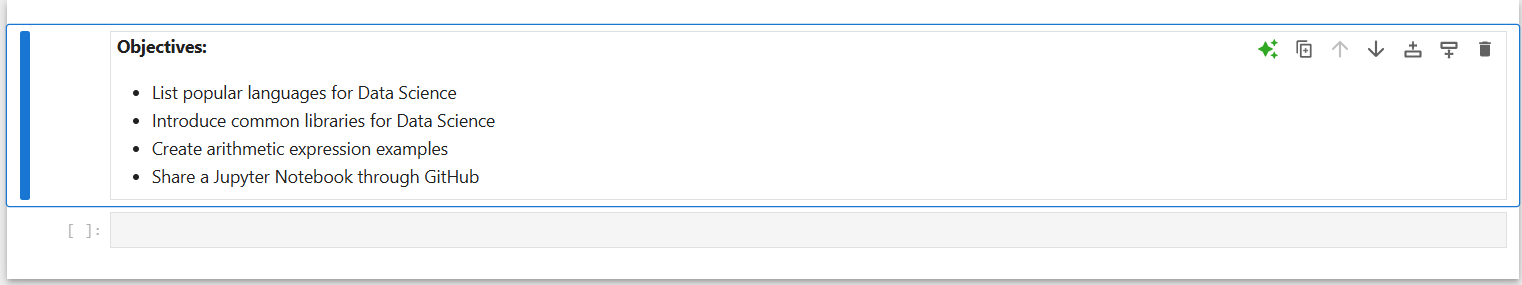 Objectives:
• List popular languages for Data Science
• Introduce common libraries for Data Science
• Create arithmetic expression examples
• Share a Jupyter Notebook through GitHub
[ ]: